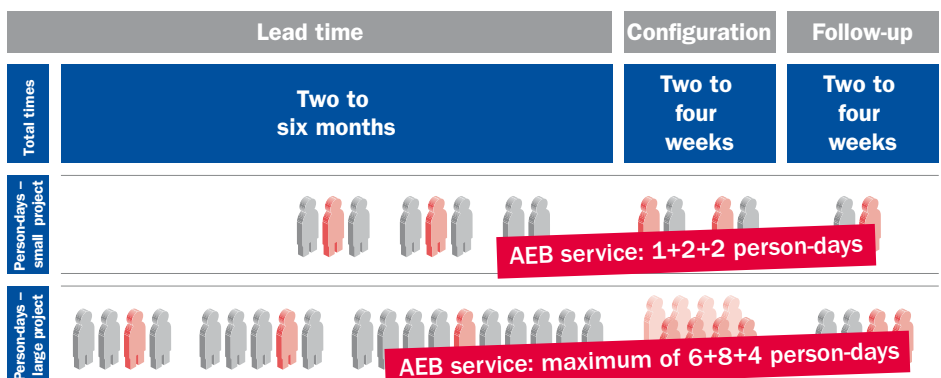 Lead time
Configuration
Follow-up
Total times
Two to
six months
Two to
four
weeks
Two to
four
weeks
Person-days –
small project
AEB service: 1+2+2 person-days
Person-days –
large project
AEB service: maximum of 6+8+4 person-days